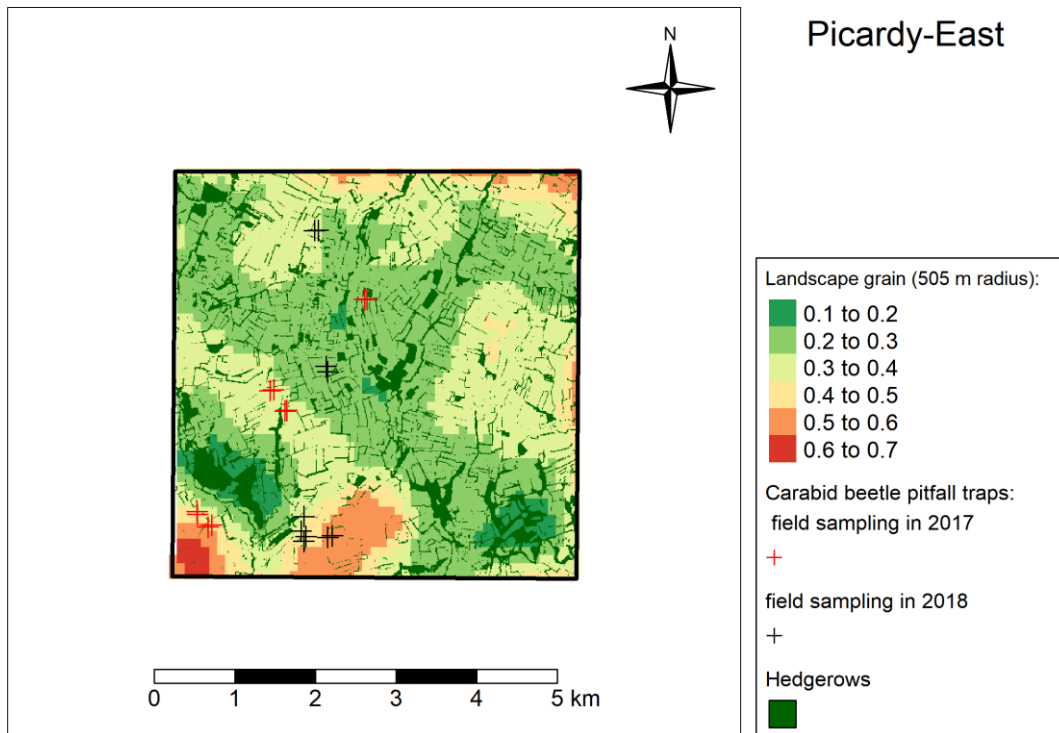 Picardy-East
N
Landscape grain (505 m radius):
0.1 to 0.2
0.2 to 0.3
0.3 to 0.4
0.4 to 0.5
0.5 to 0.6
0.6 to 0.7
Carabid beetle pitfall traps:
field sampling in 2017
field sampling in 2018
Hedgerows
0 1 2 3 4 5 km